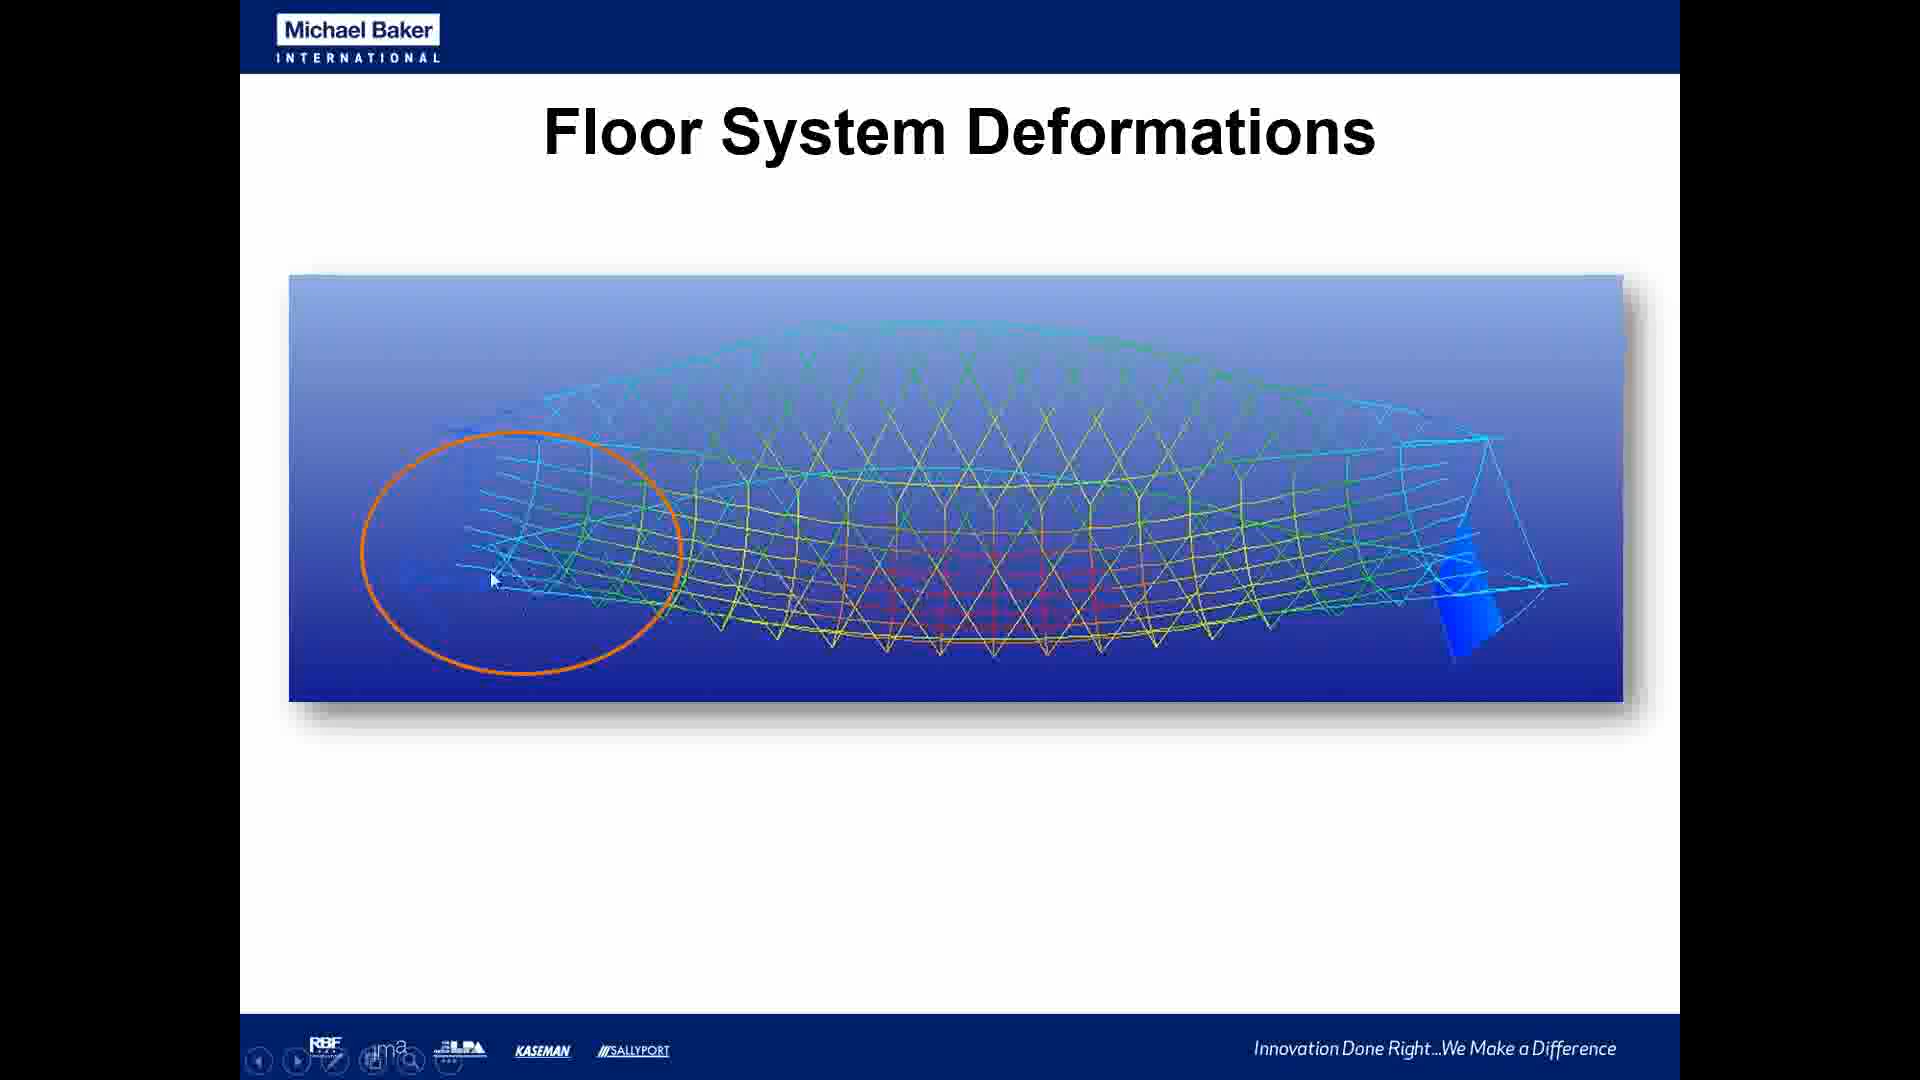 Michael Baker
INTERNATIONAL
Floor System Deformations
RBF
ima
LPA
KASEMAN
SALLYPORT
Innovation Done Right...We Make a Difference